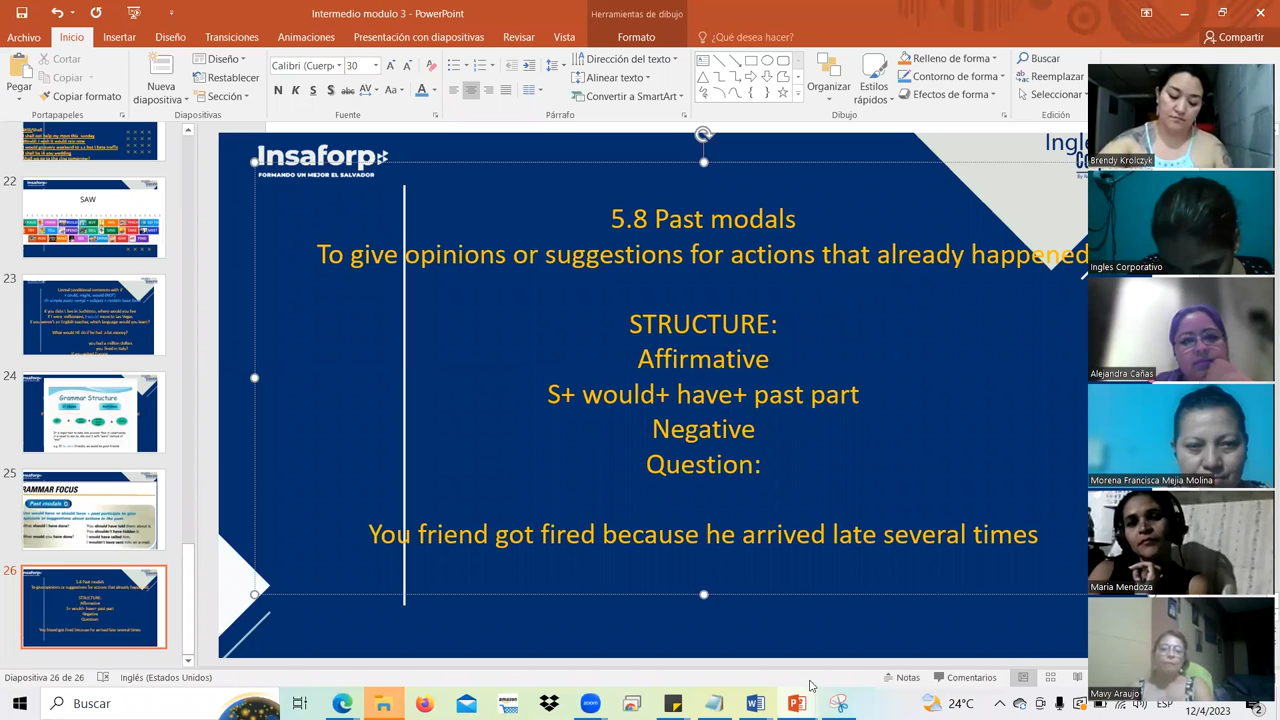 Intermedio y modulo 3 - PowerPoint
Herramientas de dibujo
Archivo
Inicio
Insertar
Diseño
Transiciones
Animaciones
Presentación con diapositivas
Revisar
Vista
Formato
¿Qué desea hacer?
Compartir
Pegar
Cortar
Copiar
Copiar formato
Portapapeles
Nueva diapositiva
Diseño
Restablecer
Sección
Diapositivas
Calibri (Cuerp
30
N K S S abc AV Aa A
Fuente
Dirección del texto
Alinear texto
Convertir a SmartArt
Párrafo
Organizar
Estilos rápidos
Relleno de forma
Contorno de forma
Efectos de forma
Dibujo
Buscar
Reemplazar
Seleccionar
Edición
22
SAW
23
24
Grammar Structure
25
RAMMAR FOCUS
Past modals
26
Insaforp
FORMANDO UN MEJOR EL SALVADOR
5.8 Past modals
To give opinions or suggestions for actions that already happened
STRUCTURE:
Affirmative
S+ would+ have+ past part
Negative
Question:
You friend got fired because he arrived late several times
Brendy Krolczyk
Ingles Corporativo
Alejandra Cañas
Morena Francisca Mejia Molina
Maria Mendoza
Mavy Araujo
Diapositiva 26 de 26
Inglés (Estados Unidos)
Notas
Comentarios
Buscar
amazon
zoom
24°C
ESP
12/4/2023
2